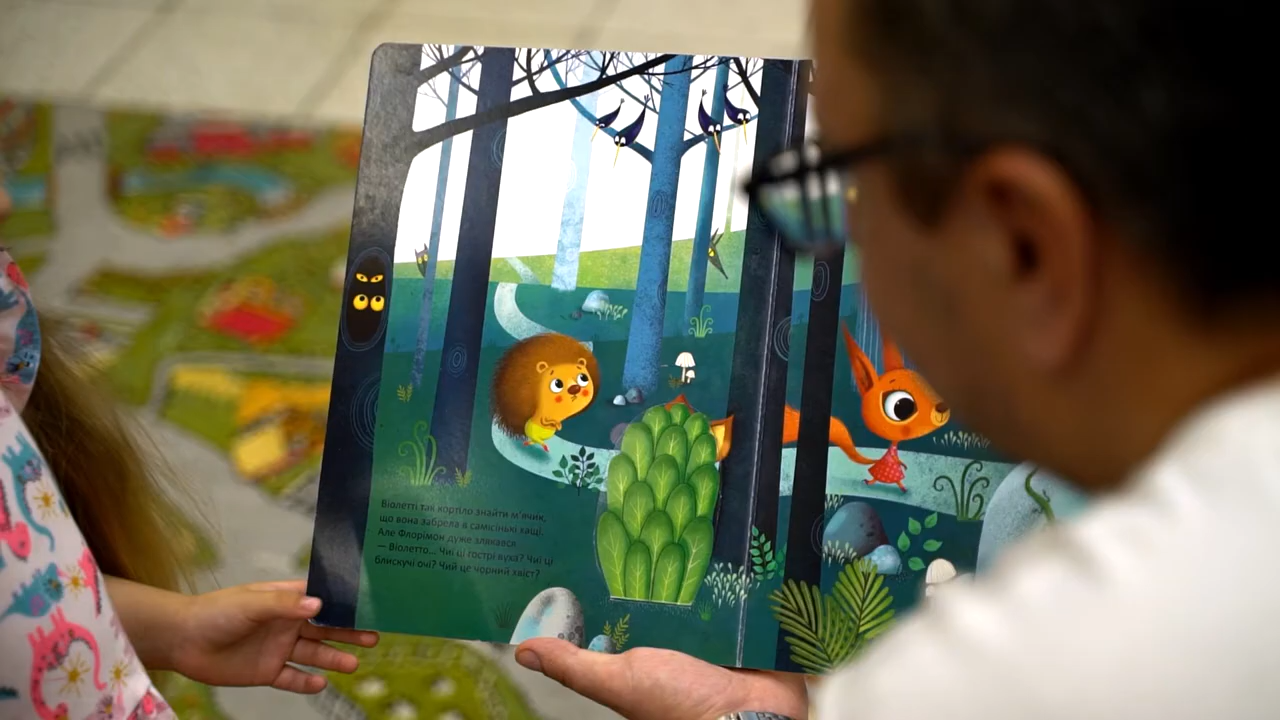 Віолетті так кортіло знайти м'ячик,
що вона забрела в самісіньку хащі.
Але Флорімон дуже злякався
— Віолетто... Чиї ці гострі вуха? Чиї ці
блискучі очі? Чий це чорний хвіст?